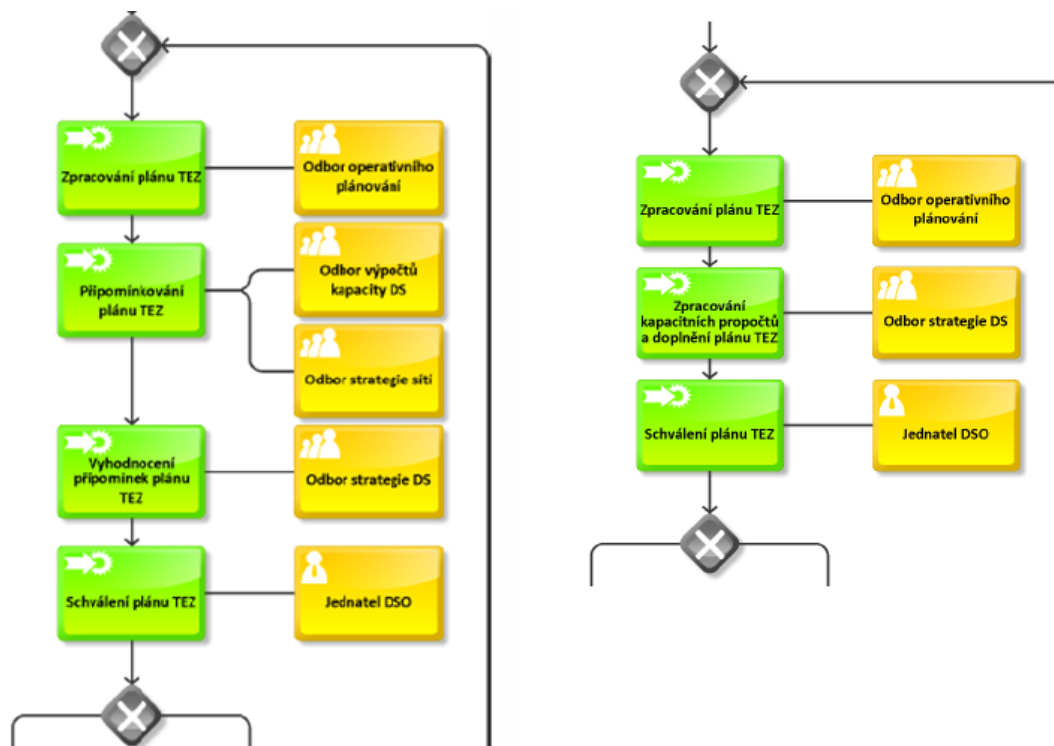 Zpracování plánu TEZ
Odbor operativního
plánování
Připomínkování
plánu TEZ
Odbor výpočtů
kapacity DS
Odbor strategie sítí
Vyhodnocení
připomínek plánu
TEZ
Odbor strategie DS
Schválení plánu TEZ
Jednatel DSO
Zpracování plánu TEZ
Odbor operativního
plánování
Zpracování
kapacitních propočtů
a doplnění plánu TEZ
Odbor strategie DS
Schválení plánu TEZ
Jednatel DSO